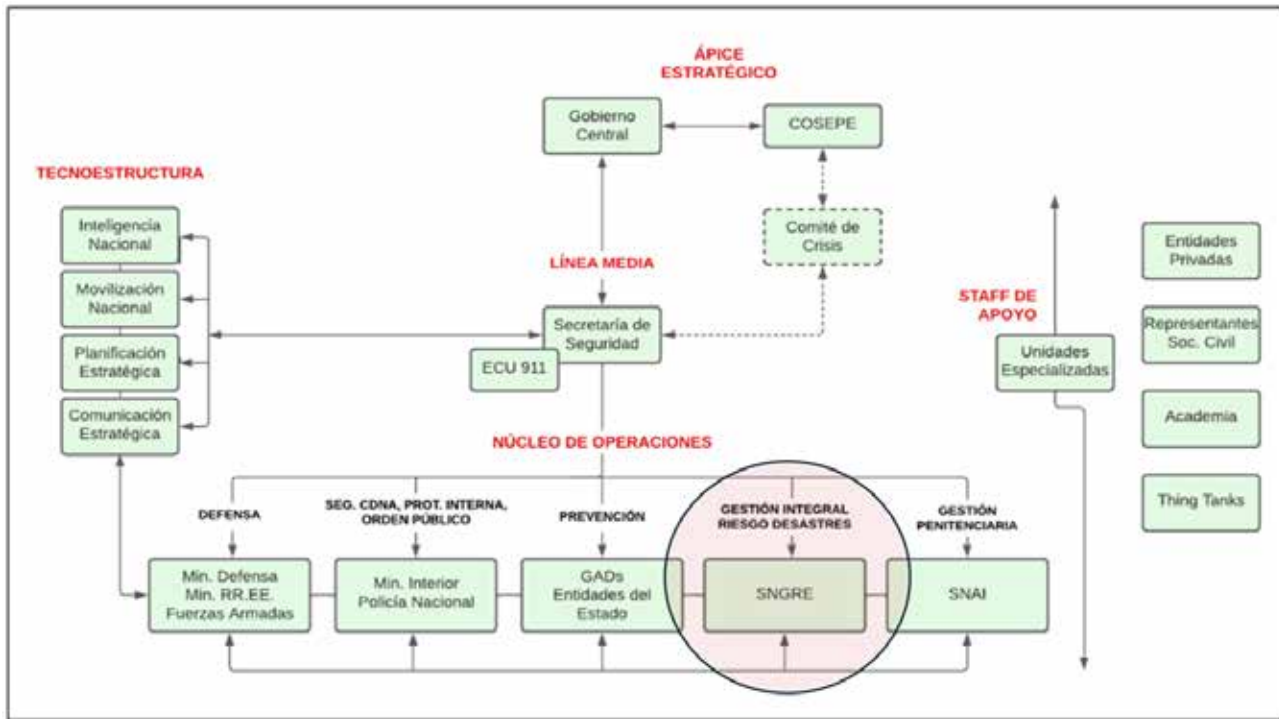 ÁPICE
ESTRATÉGICO
Gobierno
Central
COSEPE
TECNOESTRUCTURA
Inteligencia
Nacional
Movilización
Nacional
Planificación
Estratégica
Comunicación
Estratégica
Comité de
Crisis
LÍNEA MEDIA
Secretaría de
Seguridad
ECU 911
STAFF DE
APOYO
Unidades
Especializadas
Entidades
Privadas
Representantes
Soc. Civil
Academia
Thing Tanks
NÚCLEO DE OPERACIONES
DEFENSA
SEG. CDNA, PROT. INTERNA,
ORDEN PÚBLICO
PREVENCIÓN
GESTIÓN INTEGRAL
RIESGO DESASTRES
GESTIÓN
PENITENCIARIA
Min. Defensa
Min. RR.EE.
Fuerzas Armadas
Min. Interior
Policía Nacional
GADs
Entidades del
Estado
SNGRE
SNAI